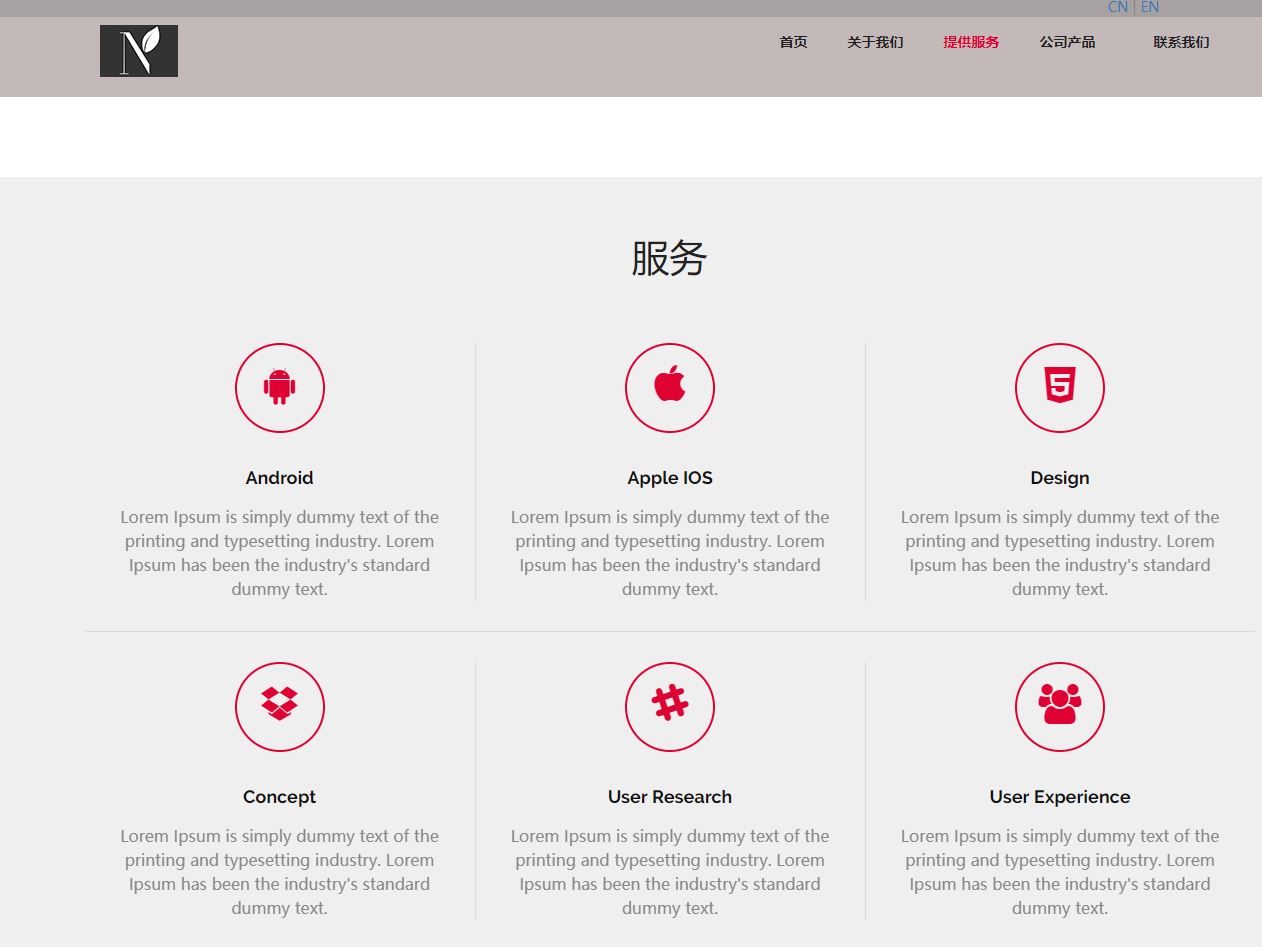 CN | EN
N
首页 关于我们 提供服务 公司产品 联系我们
服务
Android
Lorem Ipsum is simply dummy text of the
printing and typesetting industry. Lorem
Ipsum has been the industry's standard
dummy text.
Apple IOS
Lorem Ipsum is simply dummy text of the
printing and typesetting industry. Lorem
Ipsum has been the industry's standard
dummy text.
Design
Lorem Ipsum is simply dummy text of the
printing and typesetting industry. Lorem
Ipsum has been the industry's standard
dummy text.
Concept
Lorem Ipsum is simply dummy text of the
printing and typesetting industry. Lorem
Ipsum has been the industry's standard
dummy text.
User Research
Lorem Ipsum is simply dummy text of the
printing and typesetting industry. Lorem
Ipsum has been the industry's standard
dummy text.
User Experience
Lorem Ipsum is simply dummy text of the
printing and typesetting industry. Lorem
Ipsum has been the industry's standard
dummy text.